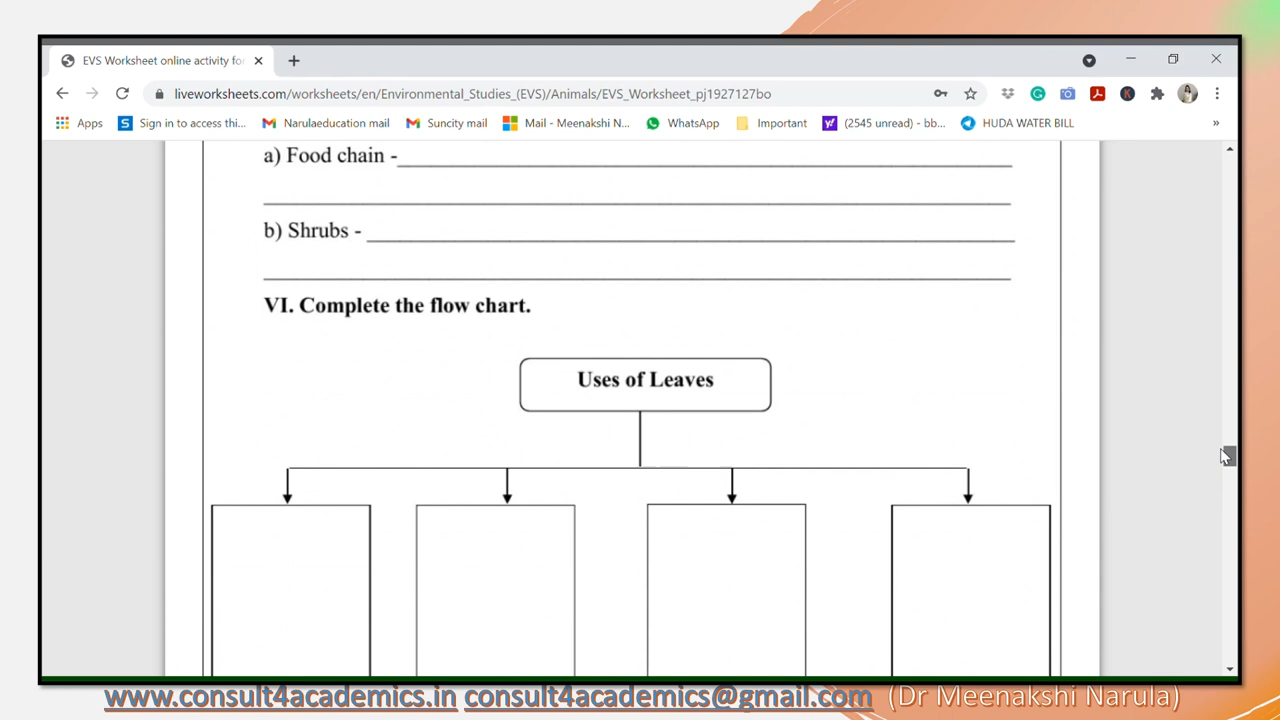 EVS Worksheet online activity for
liveworksheets.com/worksheets/en/Environmental_Studies_(EVS)/Animals/EVS_Worksheet_pj1927127bo
Apps Sign in to access thi... Narulaeducation mail Suncity mail Mail - Meenakshi N... WhatsApp Important (2545 unread) - bb... HUDA WATER BILL »
a) Food chain -
b) Shrubs -
VI. Complete the flow chart.
Uses of Leaves
www.consult4academics.in consult4academics@gmail.com (Dr Meenakshi Narula)